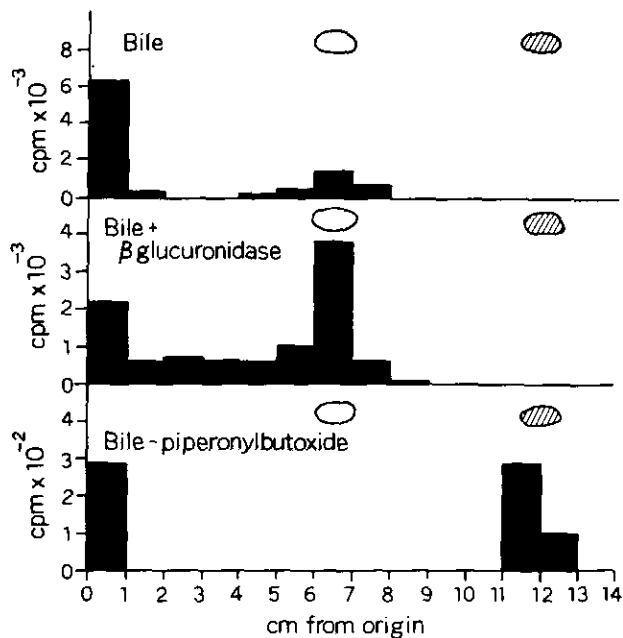 Bile
cpm x 10⁻³
8
6
4
2
0
Bile +
β glucuronidase
cpm x 10⁻³
4
3
2
1
0
Bile - piperonylbutoxide
cpm x 10⁻²
4
3
2
1
0
0 1 2 3 4 5 6 7 8 9 10 11 12 13 14
cm from origin